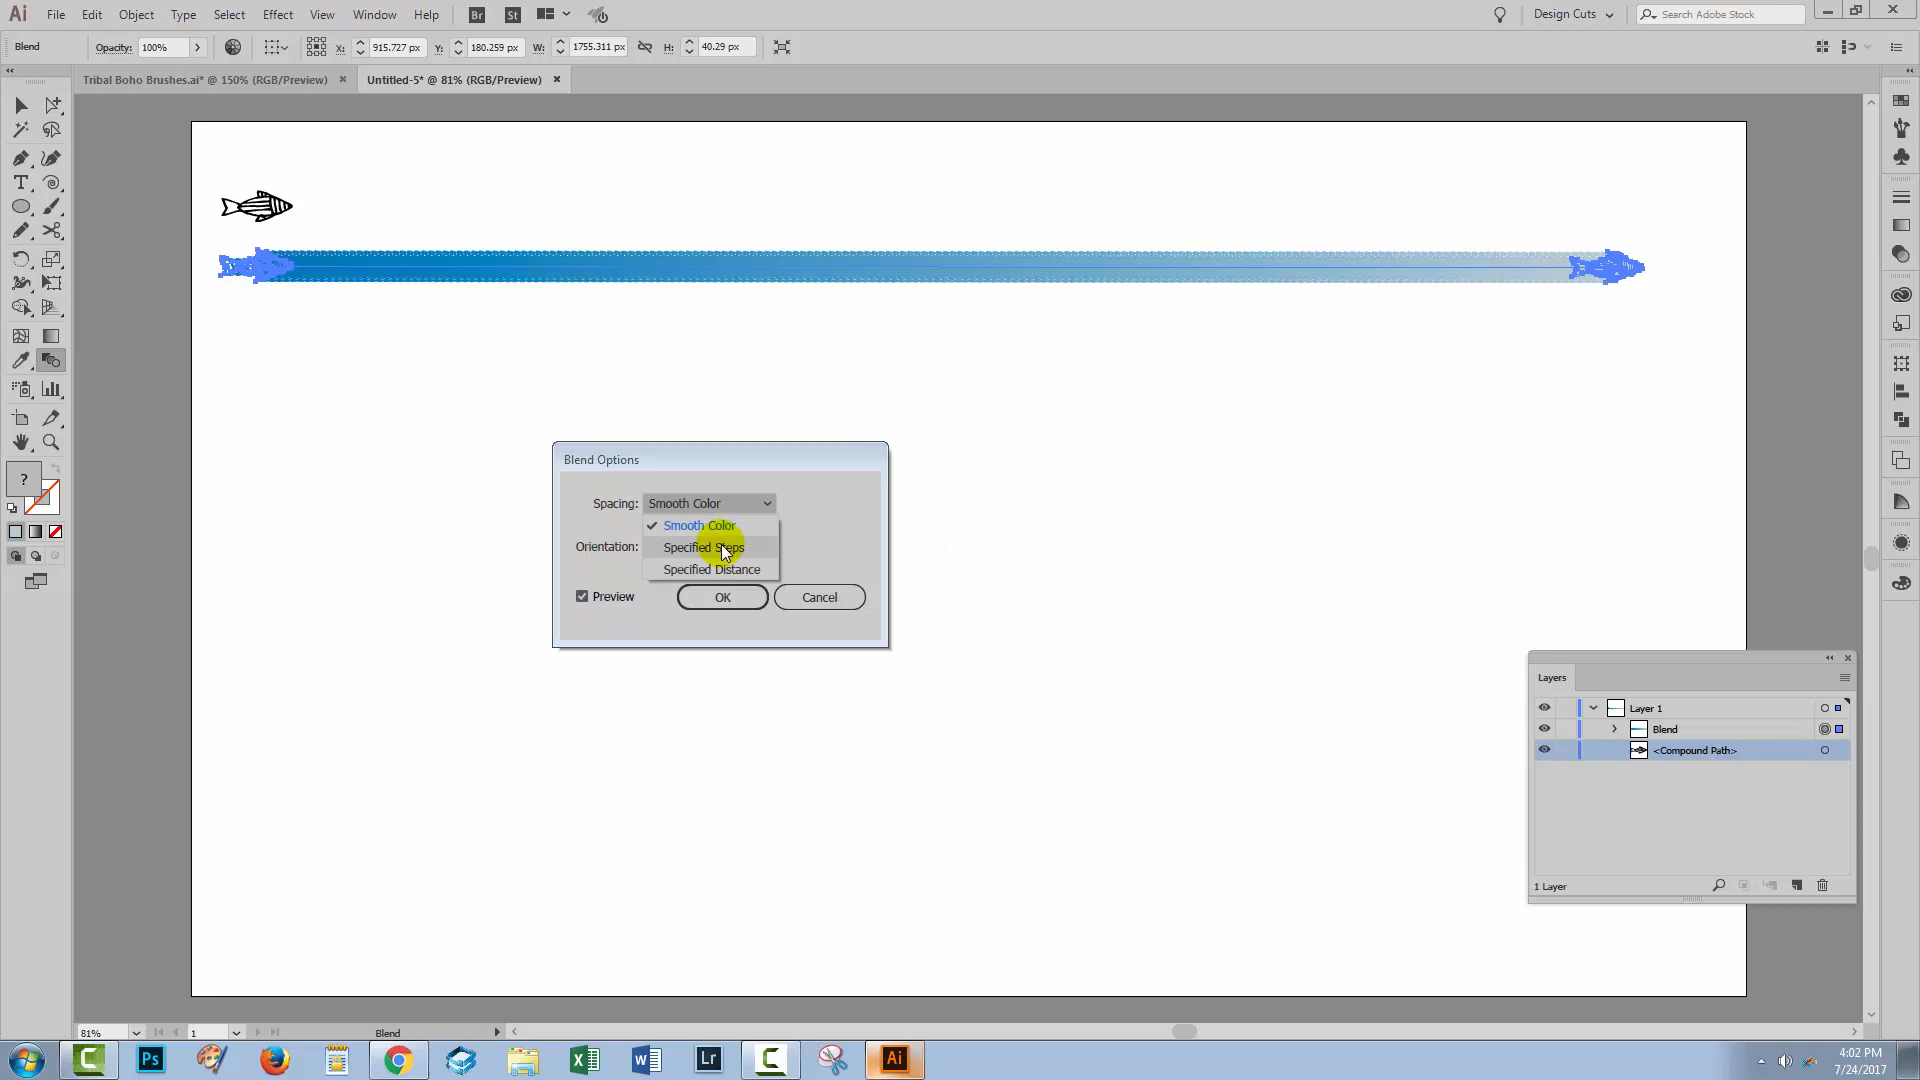 Ai File Edit Object Type Select Effect View Window Help Br St Design Cuts Search Adobe Stock
Blend Opacity: 100% X: 915.727 px Y: 180.259 px W: 1755.311 px H: 40.29 px
Tribal Boho Brushes.ai* @ 150% (RGB/Preview) Untitled-5* @ 81% (RGB/Preview)
T
?
Blend Options
Spacing: Smooth Color
Smooth Color
Orientation: Specified Steps
Specified Distance
Preview OK Cancel
Layers
Layer 1
Blend
<Compound Path>
1 Layer
81% 1 Blend
Ps Lr Ai
4:02 PM
7/24/2017